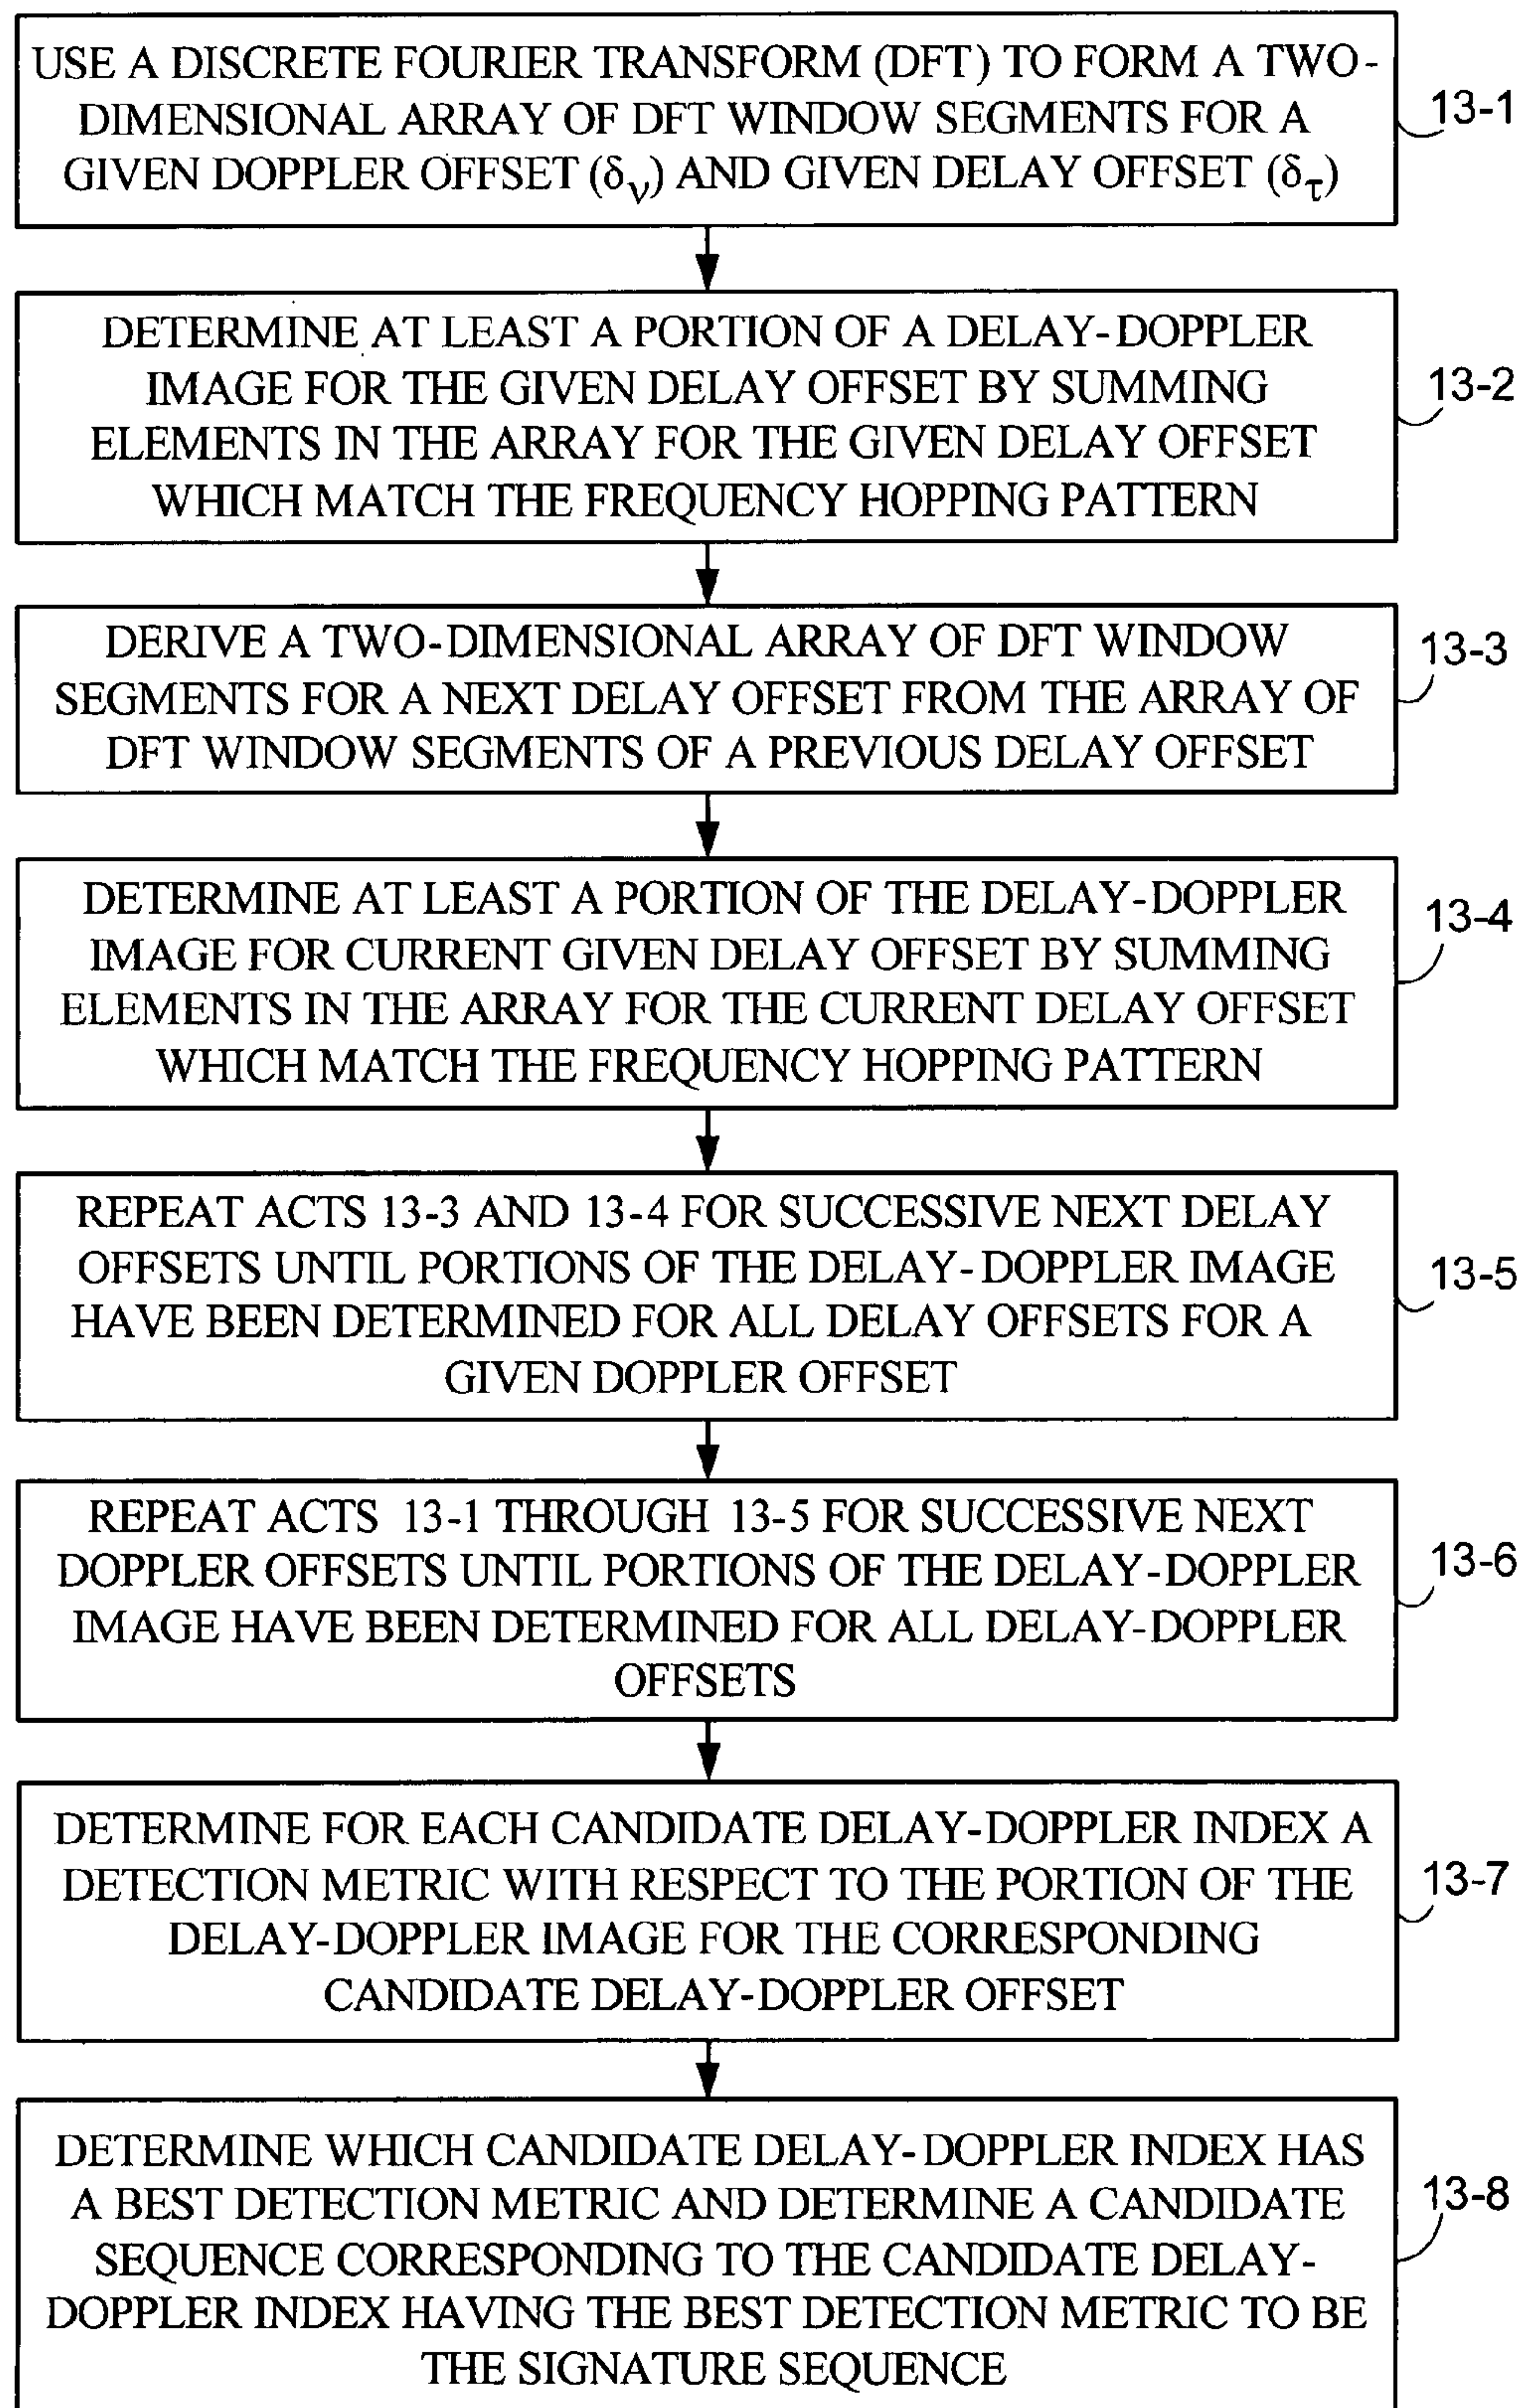 USE A DISCRETE FOURIER TRANSFORM (DFT) TO FORM A TWO-
DIMENSIONAL ARRAY OF DFT WINDOW SEGMENTS FOR A
GIVEN DOPPLER OFFSET (δν) AND GIVEN DELAY OFFSET (δτ)
13-1
DETERMINE AT LEAST A PORTION OF A DELAY-DOPPLER
IMAGE FOR THE GIVEN DELAY OFFSET BY SUMMING
ELEMENTS IN THE ARRAY FOR THE GIVEN DELAY OFFSET
WHICH MATCH THE FREQUENCY HOPPING PATTERN
13-2
DERIVE A TWO-DIMENSIONAL ARRAY OF DFT WINDOW
SEGMENTS FOR A NEXT DELAY OFFSET FROM THE ARRAY OF
DFT WINDOW SEGMENTS OF A PREVIOUS DELAY OFFSET
13-3
DETERMINE AT LEAST A PORTION OF THE DELAY-DOPPLER
IMAGE FOR CURRENT GIVEN DELAY OFFSET BY SUMMING
ELEMENTS IN THE ARRAY FOR THE CURRENT DELAY OFFSET
WHICH MATCH THE FREQUENCY HOPPING PATTERN
13-4
REPEAT ACTS 13-3 AND 13-4 FOR SUCCESSIVE NEXT DELAY
OFFSETS UNTIL PORTIONS OF THE DELAY-DOPPLER IMAGE
HAVE BEEN DETERMINED FOR ALL DELAY OFFSETS FOR A
GIVEN DOPPLER OFFSET
13-5
REPEAT ACTS 13-1 THROUGH 13-5 FOR SUCCESSIVE NEXT
DOPPLER OFFSETS UNTIL PORTIONS OF THE DELAY-DOPPLER
IMAGE HAVE BEEN DETERMINED FOR ALL DELAY-DOPPLER
OFFSETS
13-6
DETERMINE FOR EACH CANDIDATE DELAY-DOPPLER INDEX A
DETECTION METRIC WITH RESPECT TO THE PORTION OF THE
DELAY-DOPPLER IMAGE FOR THE CORRESPONDING
CANDIDATE DELAY-DOPPLER OFFSET
13-7
DETERMINE WHICH CANDIDATE DELAY-DOPPLER INDEX HAS
A BEST DETECTION METRIC AND DETERMINE A CANDIDATE
SEQUENCE CORRESPONDING TO THE CANDIDATE DELAY-
DOPPLER INDEX HAVING THE BEST DETECTION METRIC TO BE
THE SIGNATURE SEQUENCE
13-8